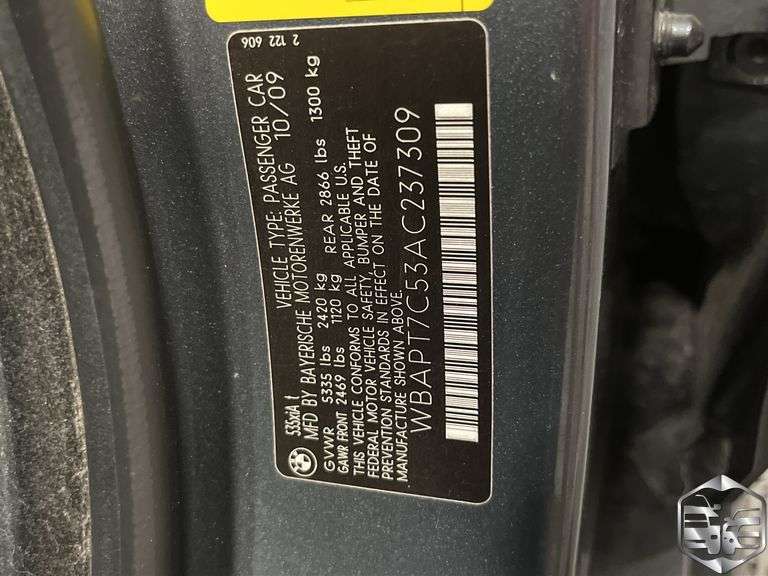 335xiA t
VEHICLE TYPE: PASSENGER CAR
MFD BY BAYERISCHE MOTORENWERKE AG 10/09
GVWR 5335 lbs 2420 kg
GAWR FRONT 2469 lbs 1120 kg REAR 2866 lbs 1300 kg
THIS VEHICLE CONFORMS TO ALL APPLICABLE U.S.
FEDERAL MOTOR VEHICLE SAFETY, BUMPER AND THEFT
PREVENTION STANDARDS IN EFFECT ON THE DATE OF
MANUFACTURE SHOWN ABOVE
WBAPT7C53AC237309
2 122 606